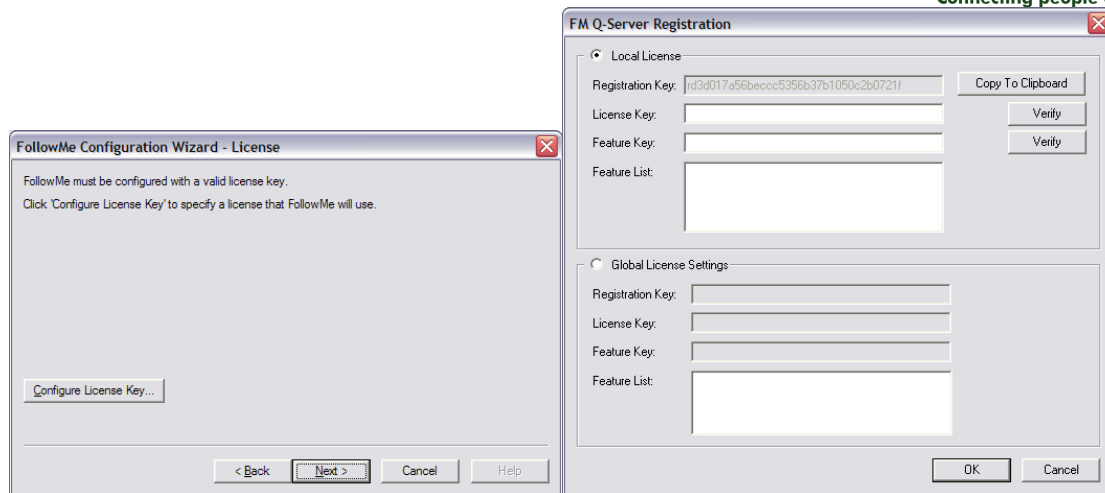 Connecting people
FollowMe Configuration Wizard - License
FollowMe must be configured with a valid license key.
Click 'Configure License Key' to specify a license that FollowMe will use.
Configure License Key...
< Back
Next >
Cancel
Help
FM Q-Server Registration
Local License
Registration Key: rd3d017a56beccc5356b37b1050c2b0721f Copy To Clipboard
License Key: Verify
Feature Key: Verify
Feature List:
Global License Settings
Registration Key:
License Key:
Feature Key:
Feature List:
OK
Cancel